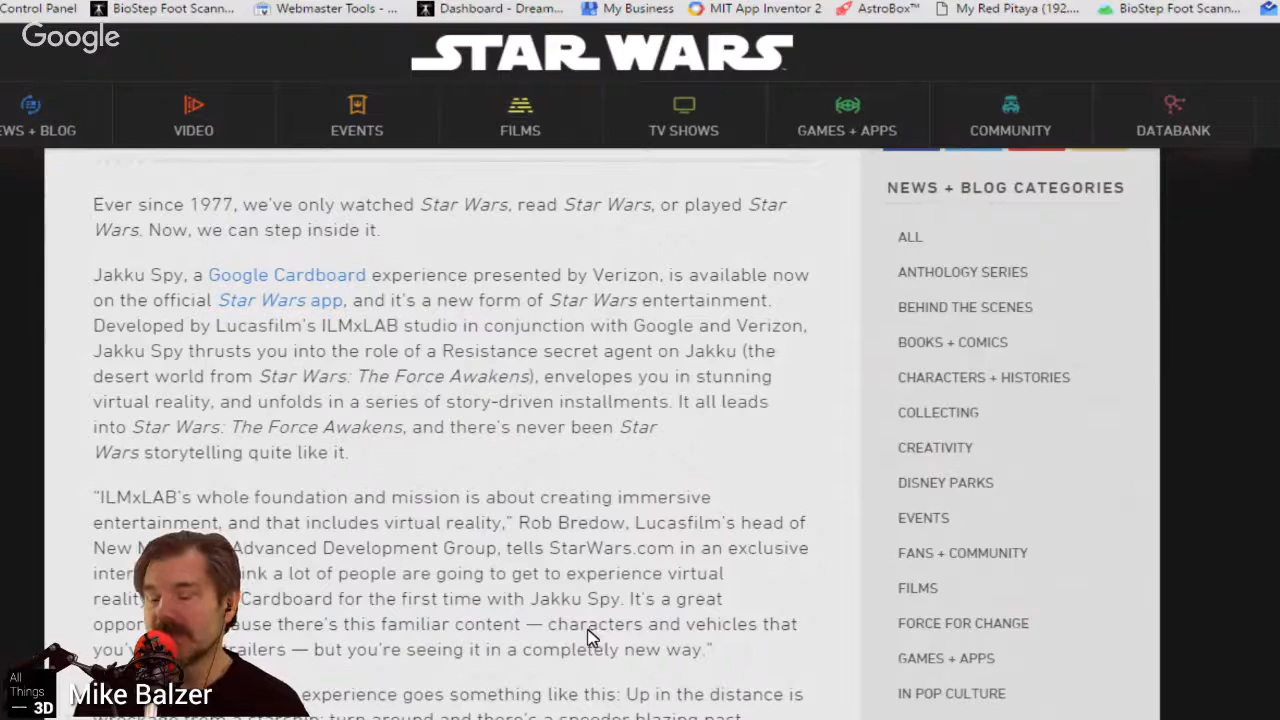 Control Panel BioStep Foot Scann... Webmaster Tools - ... Dashboard - Dream... My Business MIT App Inventor 2 AstroBox™ My Red Pitaya (192.... BioStep Foot Scann...
Google
STAR WARS
EWS + BLOG VIDEO EVENTS FILMS TV SHOWS GAMES + APPS COMMUNITY DATABANK
Ever since 1977, we've only watched Star Wars, read Star Wars, or played Star
Wars. Now, we can step inside it.
Jakku Spy, a Google Cardboard experience presented by Verizon, is available now
on the official Star Wars app, and it's a new form of Star Wars entertainment.
Developed by Lucasfilm's ILMxLAB studio in conjunction with Google and Verizon,
Jakku Spy thrusts you into the role of a Resistance secret agent on Jakku (the
desert world from Star Wars: The Force Awakens), envelopes you in stunning
virtual reality, and unfolds in a series of story-driven installments. It all leads
into Star Wars: The Force Awakens, and there's never been Star
Wars storytelling quite like it.
"ILMxLAB's whole foundation and mission is about creating immersive
entertainment, and that includes virtual reality," Rob Bredow, Lucasfilm's head of
New Advanced Development Group, tells StarWars.com in an exclusive
a lot of people are going to get to experience virtual
Cardboard for the first time with Jakku Spy. It's a great
there's this familiar content — characters and vehicles that
trailers — but you're seeing it in a completely new way."
experience goes something like this: Up in the distance is
wreckage from a starship; turn around and there's a speeder blazing past
NEWS + BLOG CATEGORIES
ALL
ANTHOLOGY SERIES
BEHIND THE SCENES
BOOKS + COMICS
CHARACTERS + HISTORIES
COLLECTING
CREATIVITY
DISNEY PARKS
EVENTS
FANS + COMMUNITY
FILMS
FORCE FOR CHANGE
GAMES + APPS
IN POP CULTURE
All
Things
— 3D
Mike Balzer